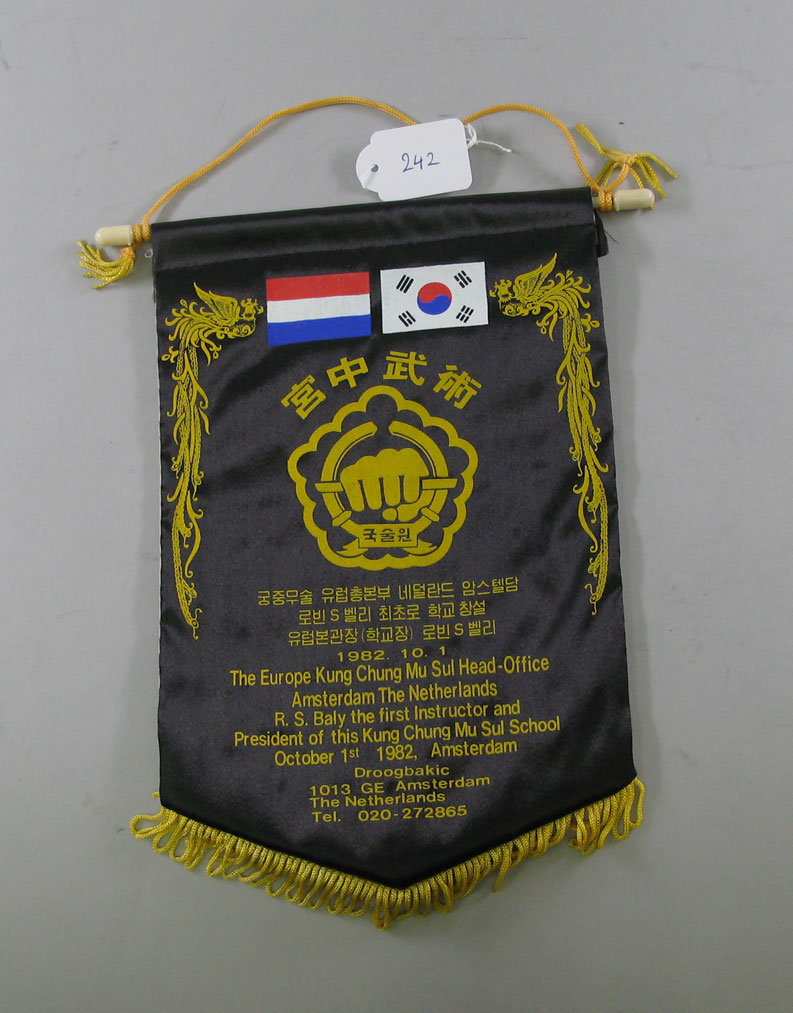 242
宮中武術
국술원
궁중무술 유럽총본부 네덜란드 암스텔담
로빈 S 벨리 최초로 학교 창설
유럽본관장 (학교장) 로빈 S 벨리
1982. 10. 1
The Europe Kung Chung Mu Sul Head-Office
Amsterdam The Netherlands
R. S. Baly the first Instructor and
President of this Kung Chung Mu Sul School
October 1st 1982, Amsterdam
Droogbakic
1013 GE Amsterdam
The Netherlands
Tel. 020-272865